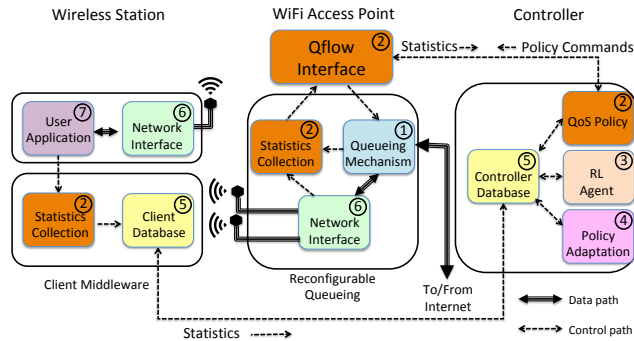 Wireless Station
WiFi Access Point
Controller
Qflow
Interface
2
Statistics
Policy Commands
7
User
Application
6
Network
Interface
2
Statistics
Collection
1
Queueing
Mechanism
2
QoS Policy
5
Controller
Database
3
RL
Agent
4
Policy
Adaptation
2
Statistics
Collection
5
Client
Database
6
Network
Interface
Client Middleware
Reconfigurable
Queueing
To/From
Internet
Data path
Control path
Statistics